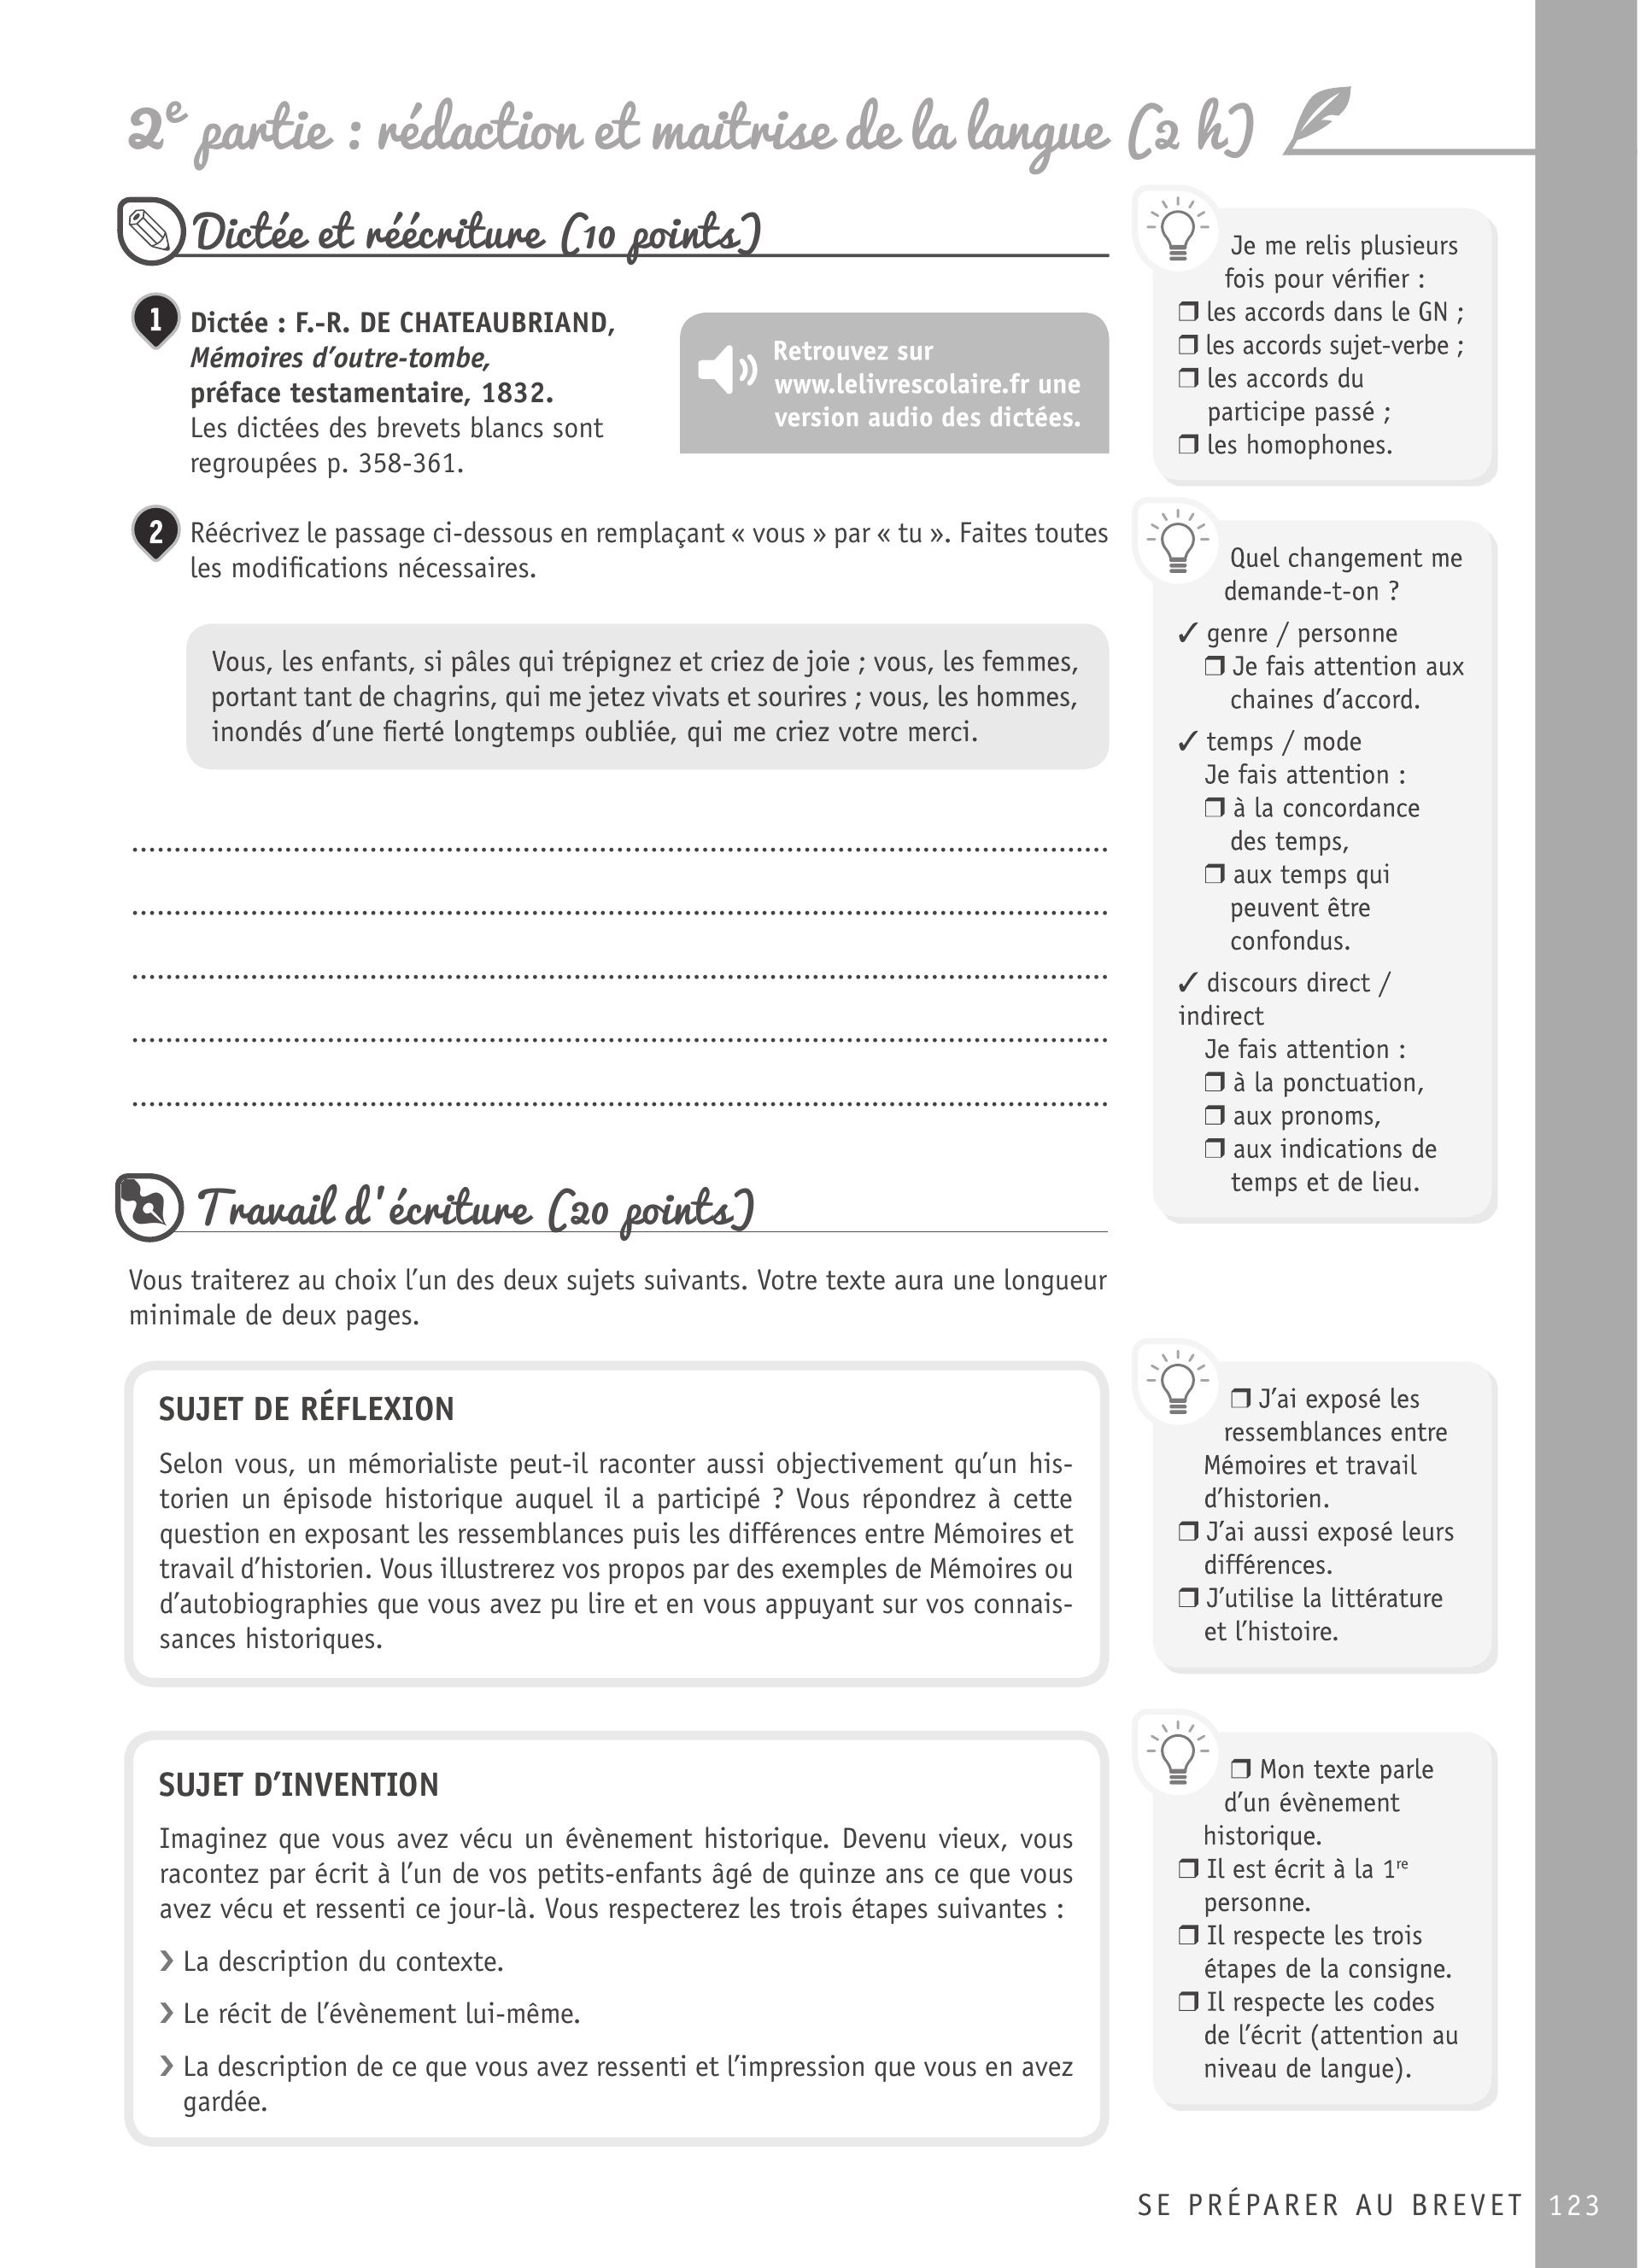 2e partie : rédaction et maitrise de la langue (2 h)
Dictée et réécriture (10 points)
1 Dictée : F.-R. DE CHATEAUBRIAND,
Mémoires d’outre-tombe,
préface testamentaire, 1832.
Les dictées des brevets blancs sont
regroupées p. 358-361.
Retrouvez sur
www.lelivrescolaire.fr une
version audio des dictées.
2 Réécrivez le passage ci-dessous en remplaçant « vous » par « tu ». Faites toutes
les modifications nécessaires.
Vous, les enfants, si pâles qui trépignez et criez de joie ; vous, les femmes,
portant tant de chagrins, qui me jetez vivats et sourires ; vous, les hommes,
inondés d’une fierté longtemps oubliée, qui me criez votre merci.
Travail d'écriture (20 points)
Vous traiterez au choix l’un des deux sujets suivants. Votre texte aura une longueur
minimale de deux pages.
SUJET DE RÉFLEXION
Selon vous, un mémorialiste peut-il raconter aussi objectivement qu’un his-
torien un épisode historique auquel il a participé ? Vous répondrez à cette
question en exposant les ressemblances puis les différences entre Mémoires et
travail d’historien. Vous illustrerez vos propos par des exemples de Mémoires ou
d’autobiographies que vous avez pu lire et en vous appuyant sur vos connais-
sances historiques.
SUJET D’INVENTION
Imaginez que vous avez vécu un évènement historique. Devenu vieux, vous
racontez par écrit à l’un de vos petits-enfants âgé de quinze ans ce que vous
avez vécu et ressenti ce jour-là. Vous respecterez les trois étapes suivantes :
❯ La description du contexte.
❯ Le récit de l’évènement lui-même.
❯ La description de ce que vous avez ressenti et l’impression que vous en avez
gardée.
Je me relis plusieurs
fois pour vérifier :
❒ les accords dans le GN ;
❒ les accords sujet-verbe ;
❒ les accords du
participe passé ;
❒ les homophones.
Quel changement me
demande-t-on ?
✓ genre / personne
❒ Je fais attention aux
chaines d’accord.
✓ temps / mode
Je fais attention :
❒ à la concordance
des temps,
❒ aux temps qui
peuvent être
confondus.
✓ discours direct /
indirect
Je fais attention :
❒ à la ponctuation,
❒ aux pronoms,
❒ aux indications de
temps et de lieu.
❒ J’ai exposé les
ressemblances entre
Mémoires et travail
d’historien.
❒ J’ai aussi exposé leurs
différences.
❒ J’utilise la littérature
et l’histoire.
❒ Mon texte parle
d’un évènement
historique.
❒ Il est écrit à la 1re
personne.
❒ Il respecte les trois
étapes de la consigne.
❒ Il respecte les codes
de l’écrit (attention au
niveau de langue).
SE PRÉPARER AU BREVET 123